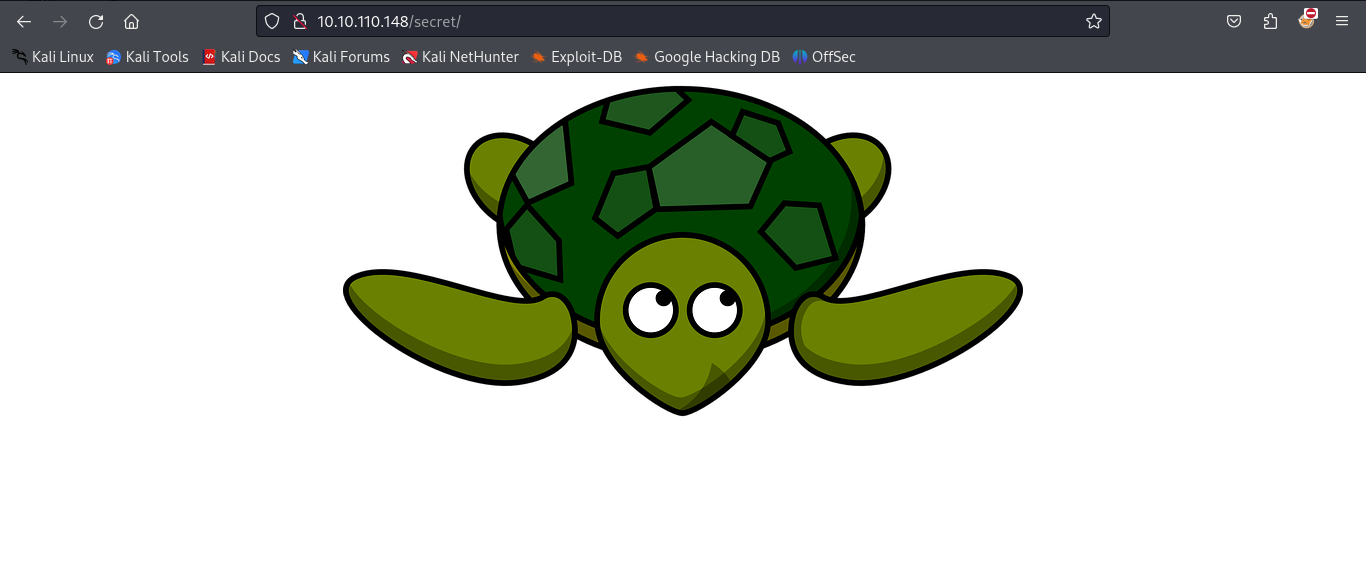 10.10.110.148/secret/
Kali Linux Kali Tools Kali Docs Kali Forums Kali NetHunter Exploit-DB Google Hacking DB OffSec